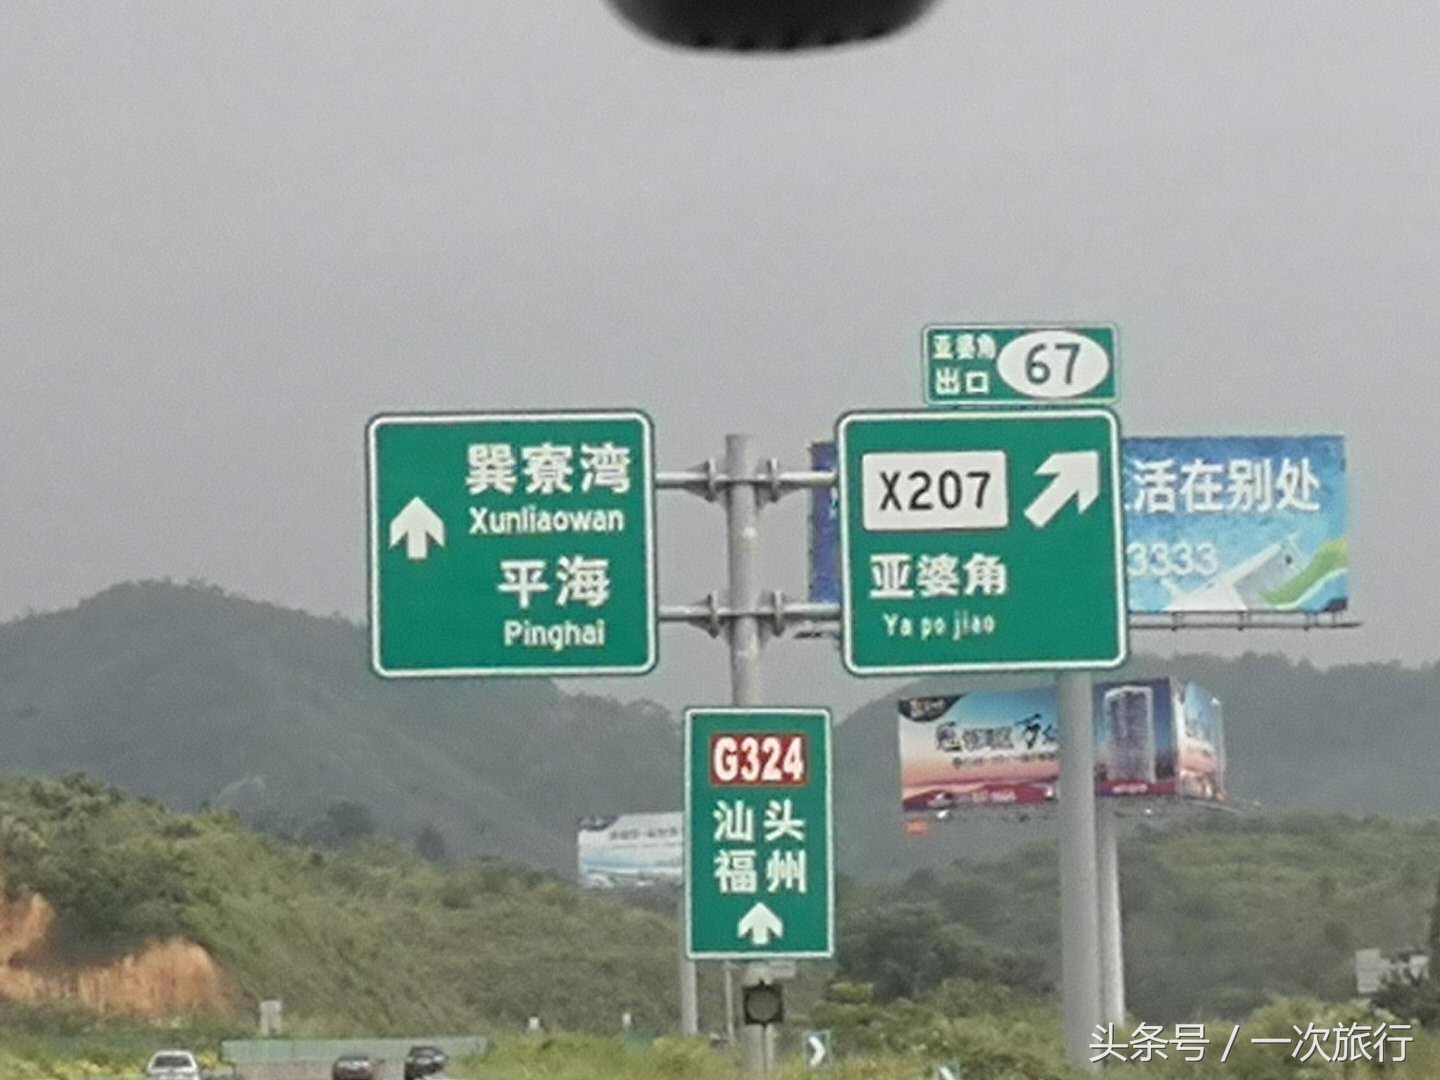 亚婆角
出口
67
巽寮湾
Xunliaowan
平海
Pinghai
X207
亚婆角
Ya po jiao
活在别处
3333
G324
汕头
福州
头条号 / 一次旅行